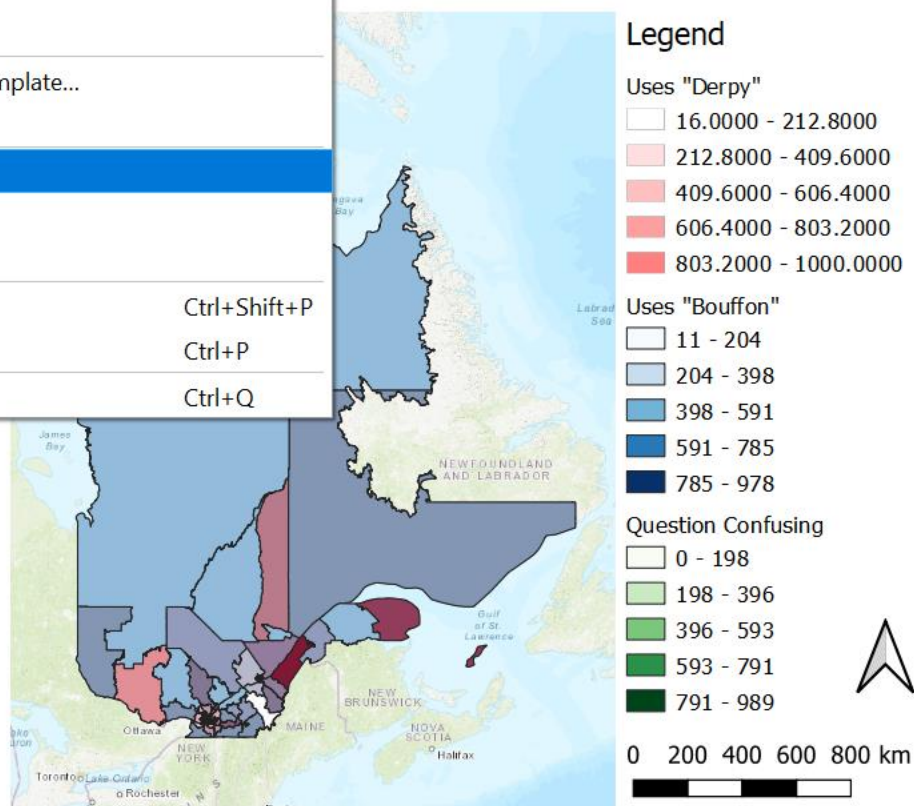 mplate...
Ctrl+Shift+P
Ctrl+P
Ctrl+Q
Bay
Labrad
Sea
James
Bay
NEWFOUNDLAND
AND LABRADOR
Gulf
of St.
Lawrence
NEW
BRUNSWICK
MAINE
NOVA
SCOTIA
Halifax
Ottawa
NEW
YORK
Toronto
Lake Ontario
Rochester
Legend
Uses "Derpy"
16.0000 - 212.8000
212.8000 - 409.6000
409.6000 - 606.4000
606.4000 - 803.2000
803.2000 - 1000.0000
Uses "Bouffon"
11 - 204
204 - 398
398 - 591
591 - 785
785 - 978
Question Confusing
0 - 198
198 - 396
396 - 593
593 - 791
791 - 989
0 200 400 600 800 km